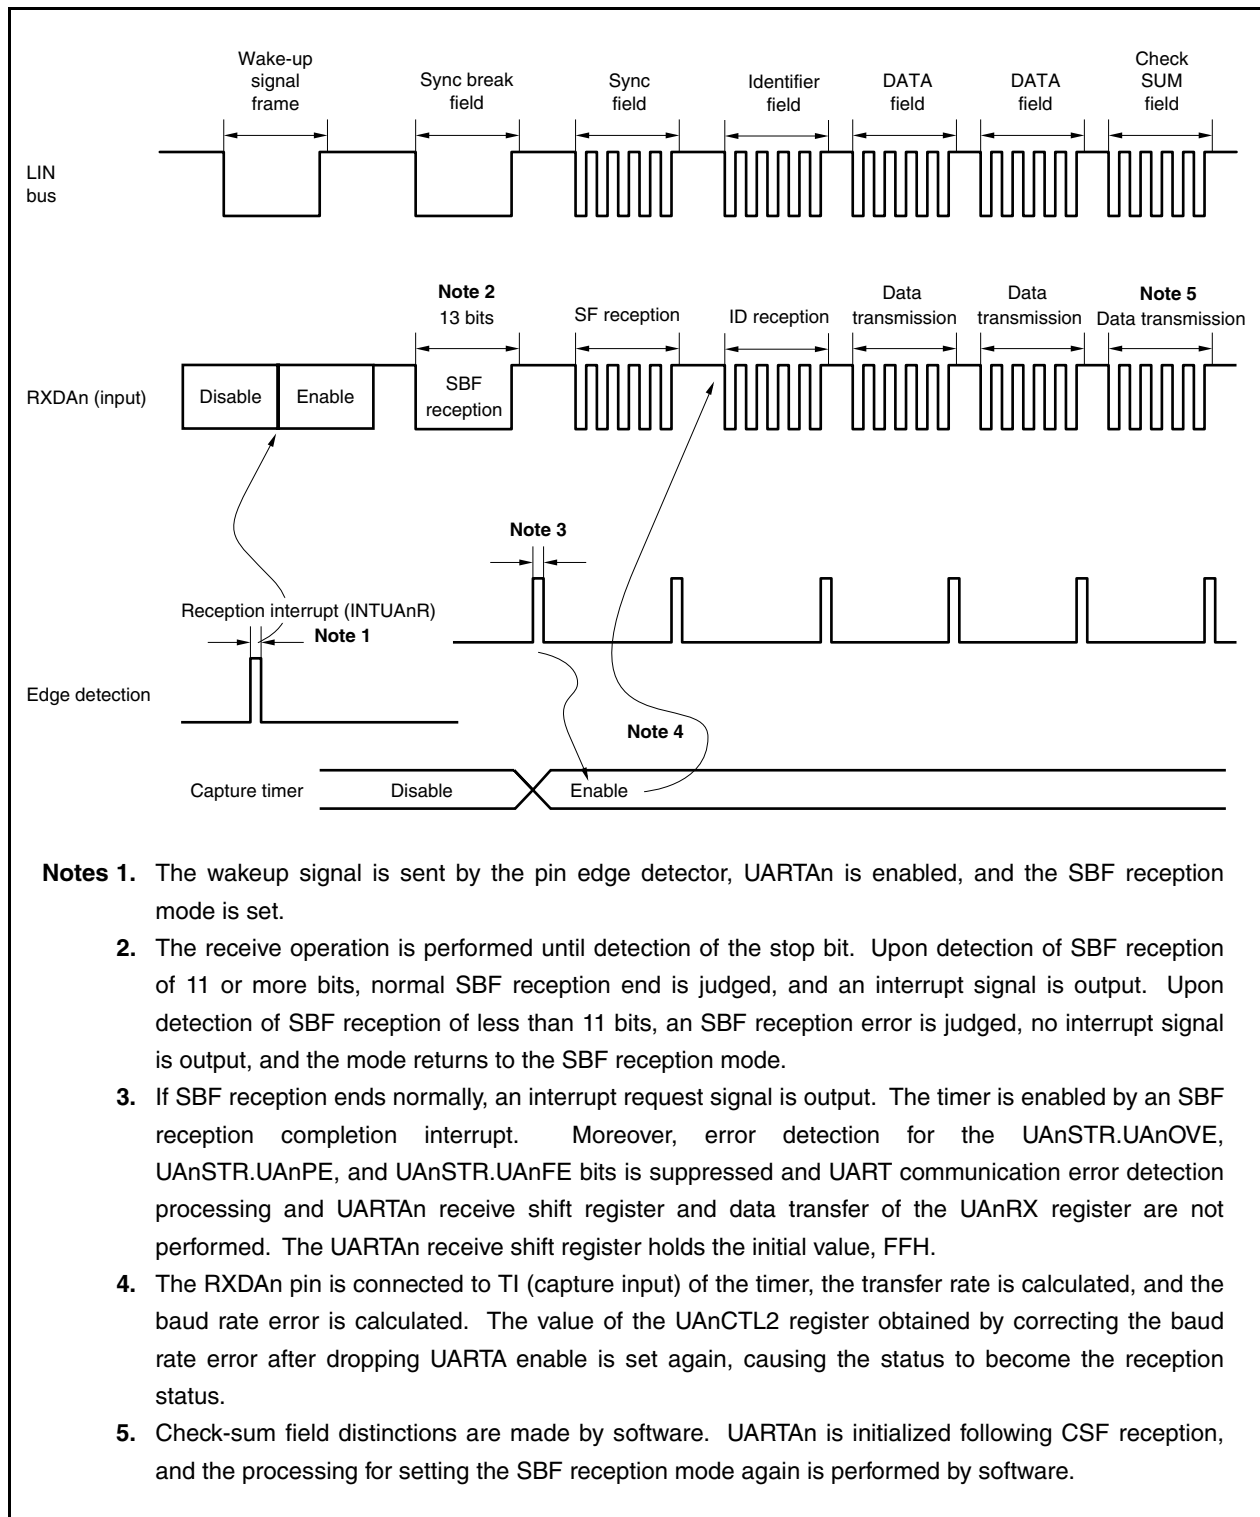 Wake-up
signal
frame
Sync break
field
Sync
field
Identifier
field
DATA
field
DATA
field
Check
SUM
field
LIN
bus
Note 2
13 bits
SF reception
ID reception
Data
transmission
Data
transmission
Note 5
Data transmission
RXDAn (input)
Disable
Enable
SBF
reception
Note 3
Reception interrupt (INTUAnR)
Note 1
Edge detection
Note 4
Capture timer
Disable
Enable
Notes 1. The wakeup signal is sent by the pin edge detector, UARTAn is enabled, and the SBF reception
mode is set.
2. The receive operation is performed until detection of the stop bit. Upon detection of SBF reception
of 11 or more bits, normal SBF reception end is judged, and an interrupt signal is output. Upon
detection of SBF reception of less than 11 bits, an SBF reception error is judged, no interrupt signal
is output, and the mode returns to the SBF reception mode.
3. If SBF reception ends normally, an interrupt request signal is output. The timer is enabled by an SBF
reception completion interrupt. Moreover, error detection for the UAnSTR.UAnOVE,
UAnSTR.UAnPE, and UAnSTR.UAnFE bits is suppressed and UART communication error detection
processing and UARTAn receive shift register and data transfer of the UAnRX register are not
performed. The UARTAn receive shift register holds the initial value, FFH.
4. The RXDAn pin is connected to TI (capture input) of the timer, the transfer rate is calculated, and the
baud rate error is calculated. The value of the UAnCTL2 register obtained by correcting the baud
rate error after dropping UARTA enable is set again, causing the status to become the reception
status.
5. Check-sum field distinctions are made by software. UARTAn is initialized following CSF reception,
and the processing for setting the SBF reception mode again is performed by software.